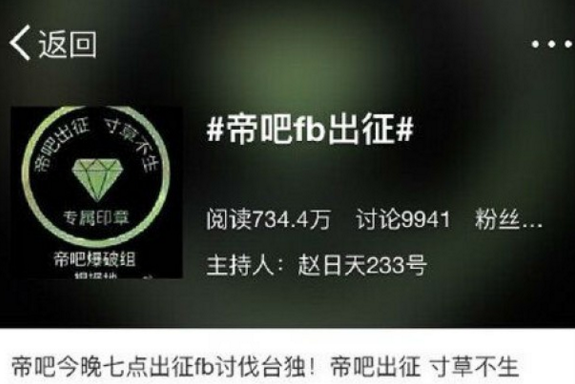 返回
#帝吧fb出征#
帝吧出征 寸草不生
专属印章
帝吧爆破组
阅读734.4万 讨论9941 粉丝...
主持人：赵日天233号
帝吧今晚七点出征fb讨伐台独！帝吧出征 寸草不生